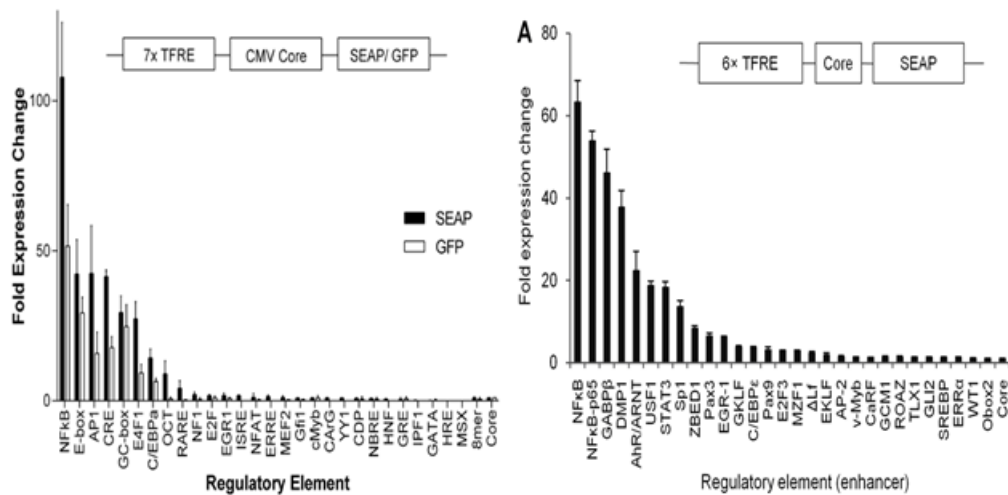 7x TFRE
CMV Core
SEAP/ GFP
Fold Expression Change
100
50
0
SEAP
GFP
NFkB
E-box
AP1
CRE
GC-box
E4F1
C/EBPa
OCT
RARE
NF1
E2F
EGR1
ISRE
NFAT
ERRE
MEF2
Gfi1
cMyb
CArG
YY1
CDP
NBRE
HNF
GRE
IPF1
GATA
HRE
MSX
8mer
Core
Regulatory Element
A
6× TFRE
Core
SEAP
Fold expression change
80
60
40
20
0
NFκB
NFκB-p65
GABPβ
DMP1
AhR/ARNT
USF1
STAT3
Sp1
ZBED1
Pax3
EGR-1
GKLF
C/EBPε
Pax9
E2F3
MZF1
ΔLf
EKLF
AP-2
v-Myb
CaRF
GCM1
ROAZ
TLX1
GLI2
SREBP
ERRα
WT1
Obox2
Core
Regulatory element (enhancer)